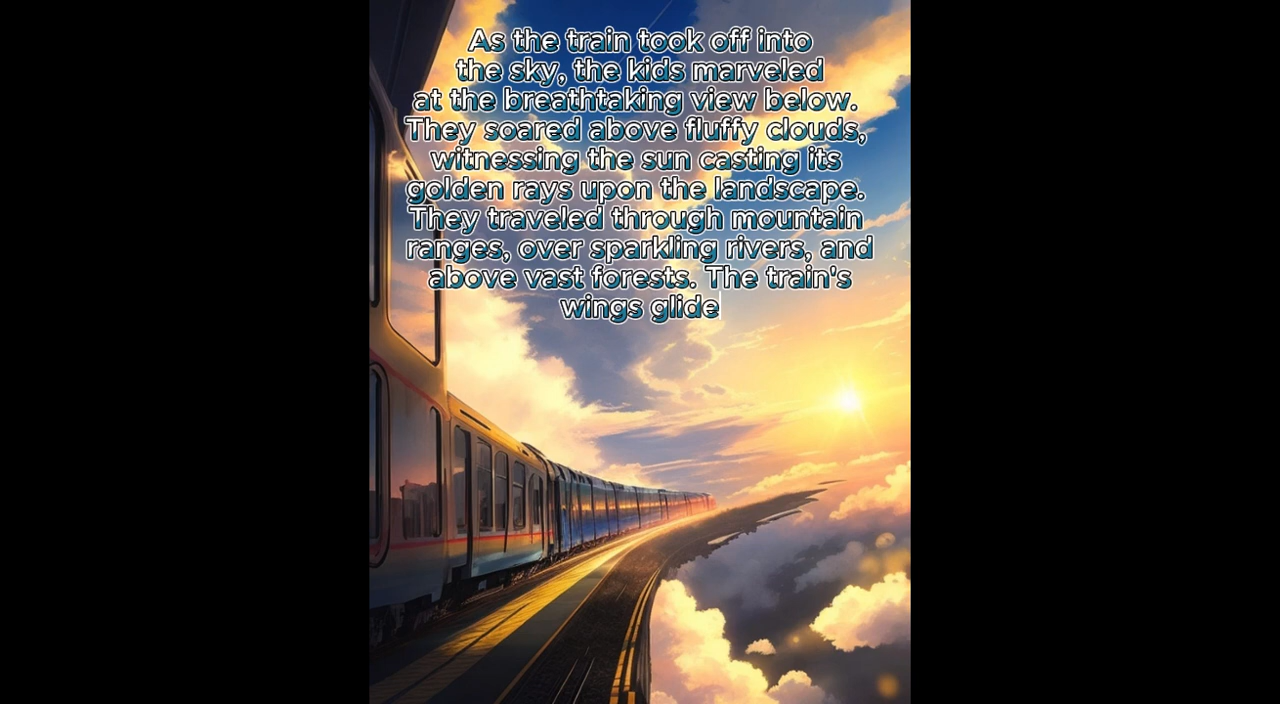 As the train took off into
the sky, the kids marveled
at the breathtaking view below.
They soared above fluffy clouds,
witnessing the sun casting its
golden rays upon the landscape.
They traveled through mountain
ranges, over sparkling rivers, and
above vast forests. The train's
wings glide